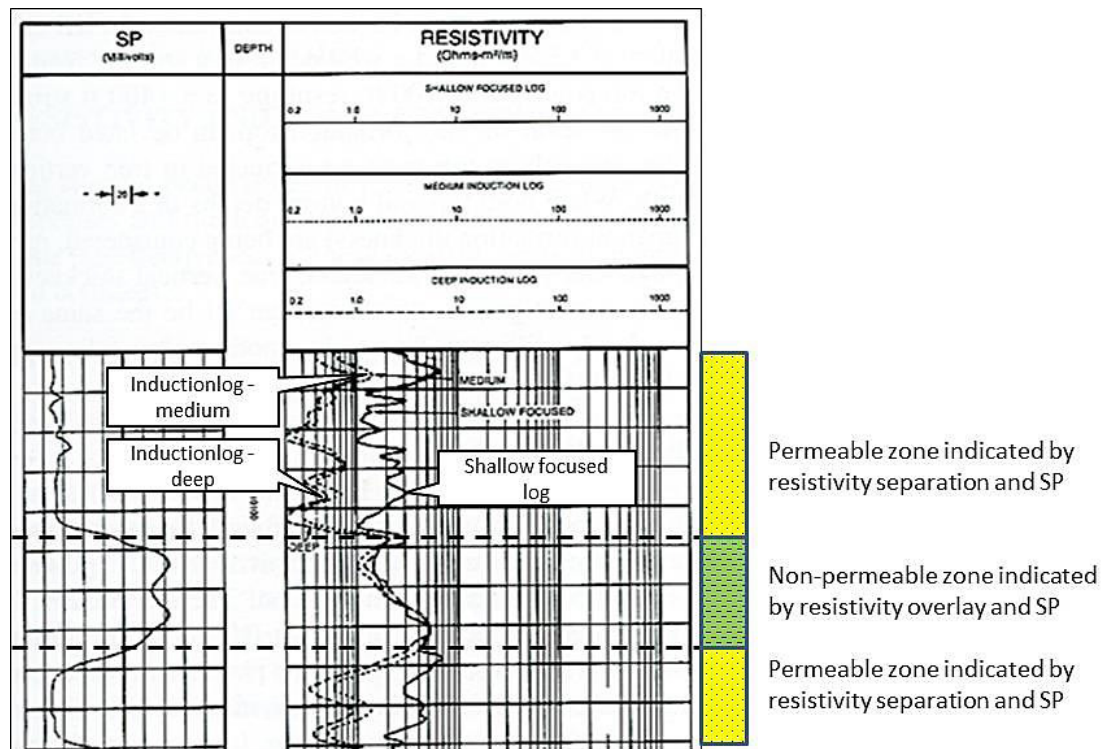 SP
(Millivolts)
DEPTH
RESISTIVITY
(Ohms-m²/m)
SHALLOW FOCUSED LOG
0.2 1.0 10 100 1000
MEDIUM INDUCTION LOG
0.2 1.0 10 100 1000
DEEP INDUCTION LOG
0.2 1.0 10 100 1000
20
Inductionlog -
medium
MEDIUM
SHALLOW FOCUSED
Inductionlog -
deep
Shallow focused
log
DEEP
Permeable zone indicated by
resistivity separation and SP
Non-permeable zone indicated
by resistivity overlay and SP
Permeable zone indicated by
resistivity separation and SP